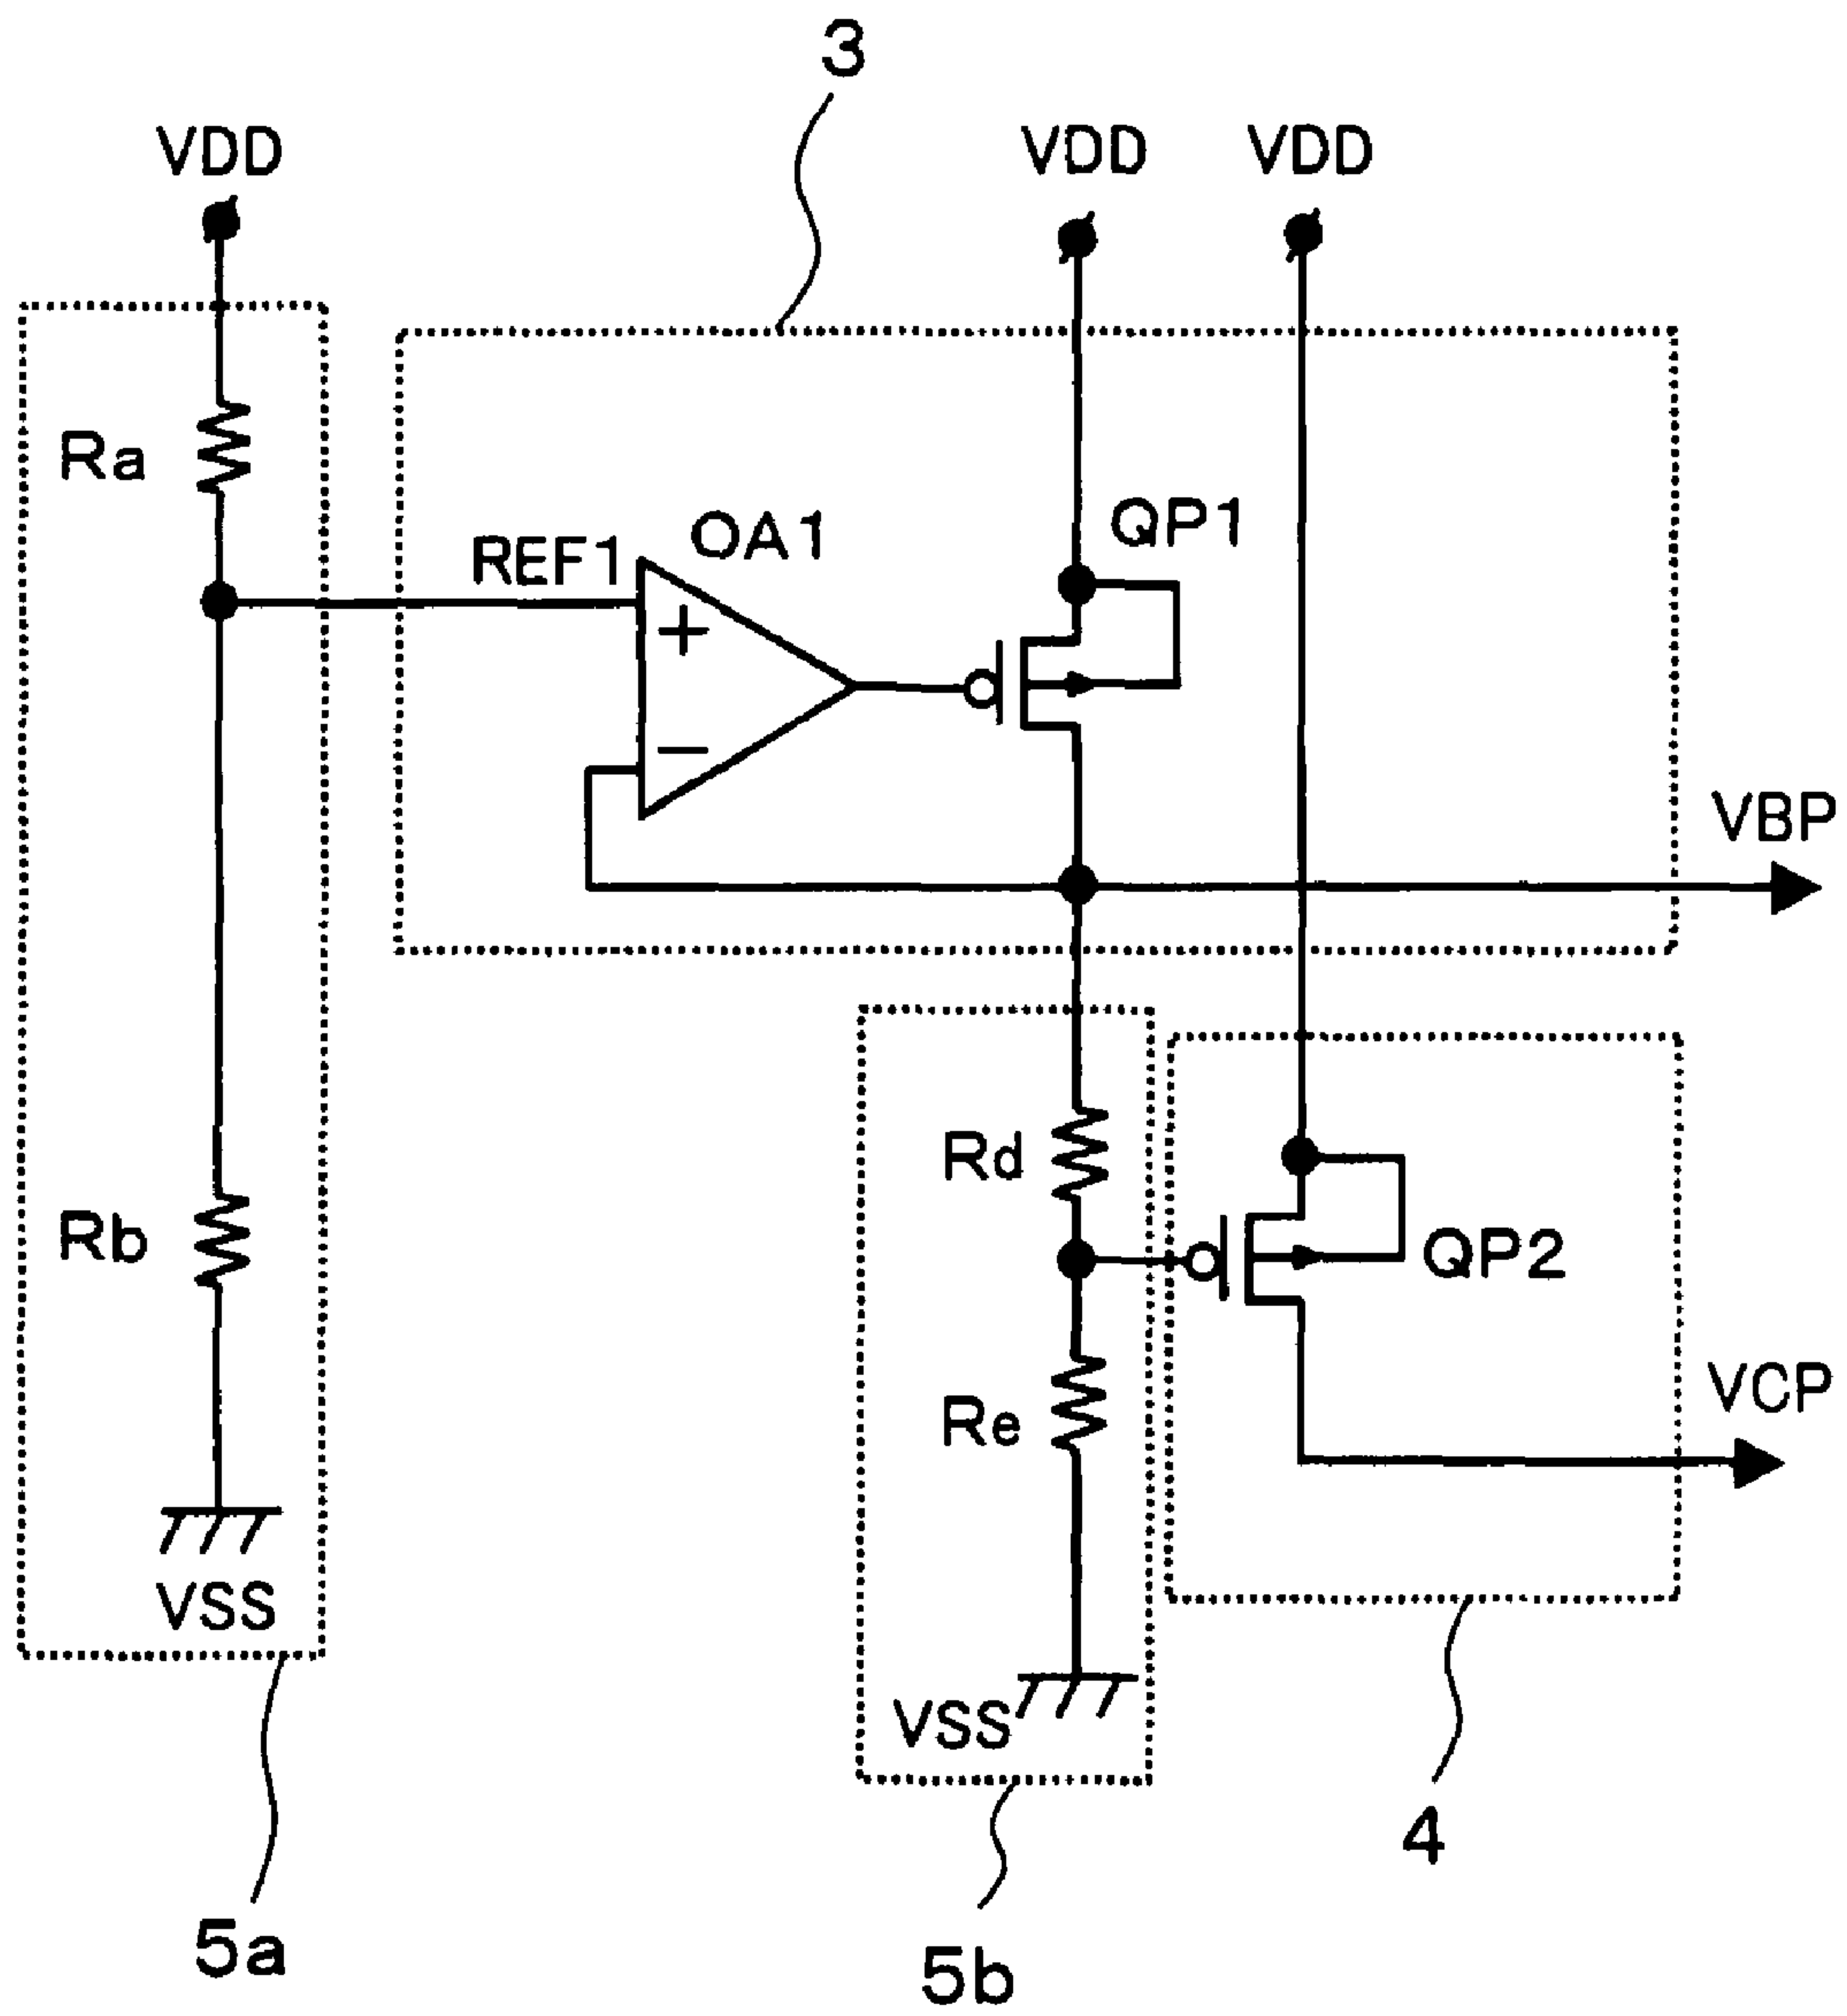 3
VDD
VDD
VDD
Ra
REF1
OA1
QP1
+
−
VBP
Rd
Rb
QP2
Re
VCP
VSS
VSS
4
5a
5b